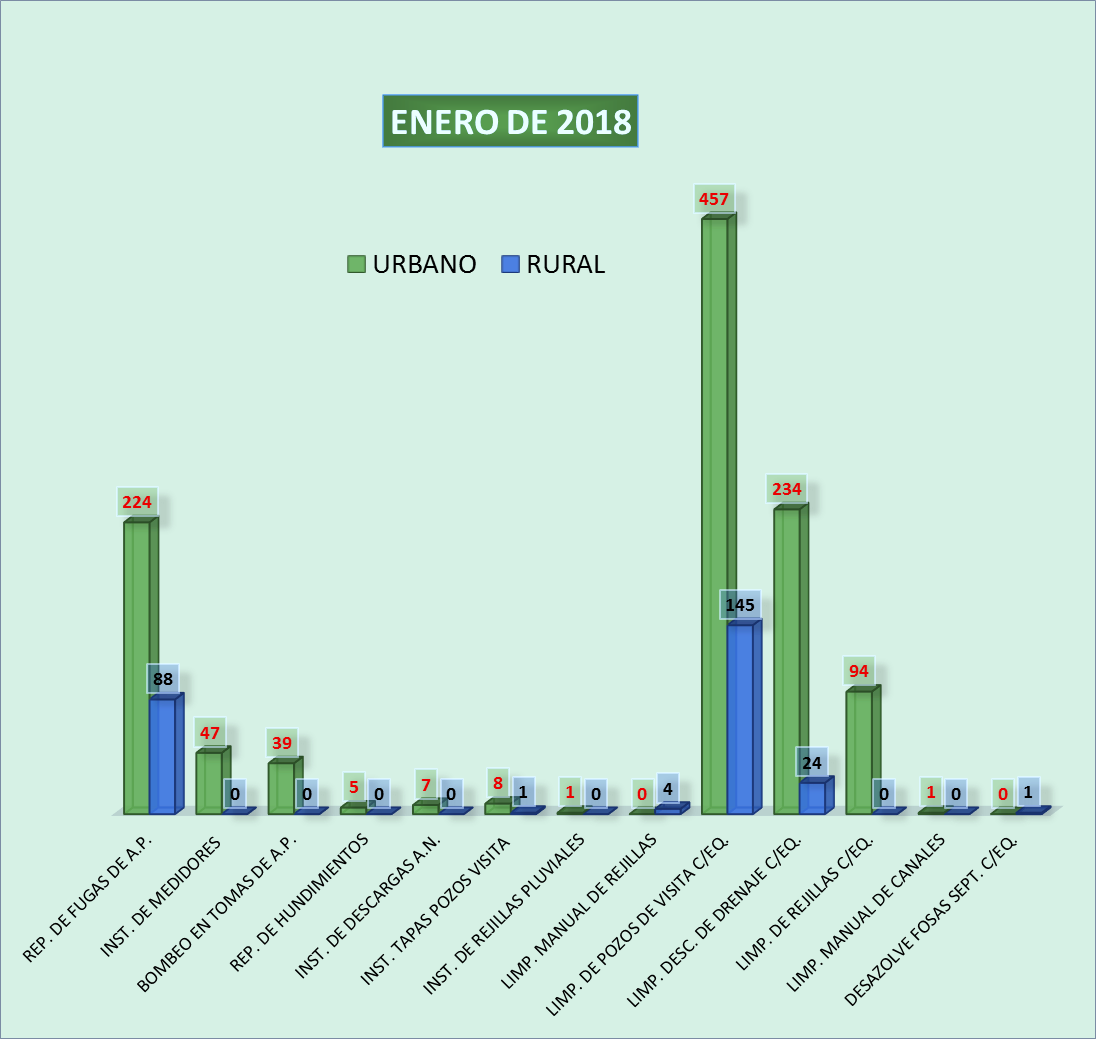 ENERO DE 2018
URBANO RURAL
457
224
234
145
88
94
47
39
24
5
0
7
0
8
1
1
0
0
4
0
0
0
1
0
0
1
REP. DE FUGAS DE A.P.
INST. DE MEDIDORES
BOMBEO EN TOMAS DE A.P.
REP. DE HUNDIMIENTOS
INST. DE DESCARGAS A.N.
INST. TAPAS POZOS VISITA
INST. DE REJILLAS PLUVIALES
LIMP. MANUAL DE REJILLAS
LIMP. DE POZOS DE VISITA C/EQ.
LIMP. DESC. DE DRENAJE C/EQ.
LIMP. DE REJILLAS C/EQ.
LIMP. MANUAL DE CANALES
DESAZOLVE FOSAS SEPT. C/EQ.